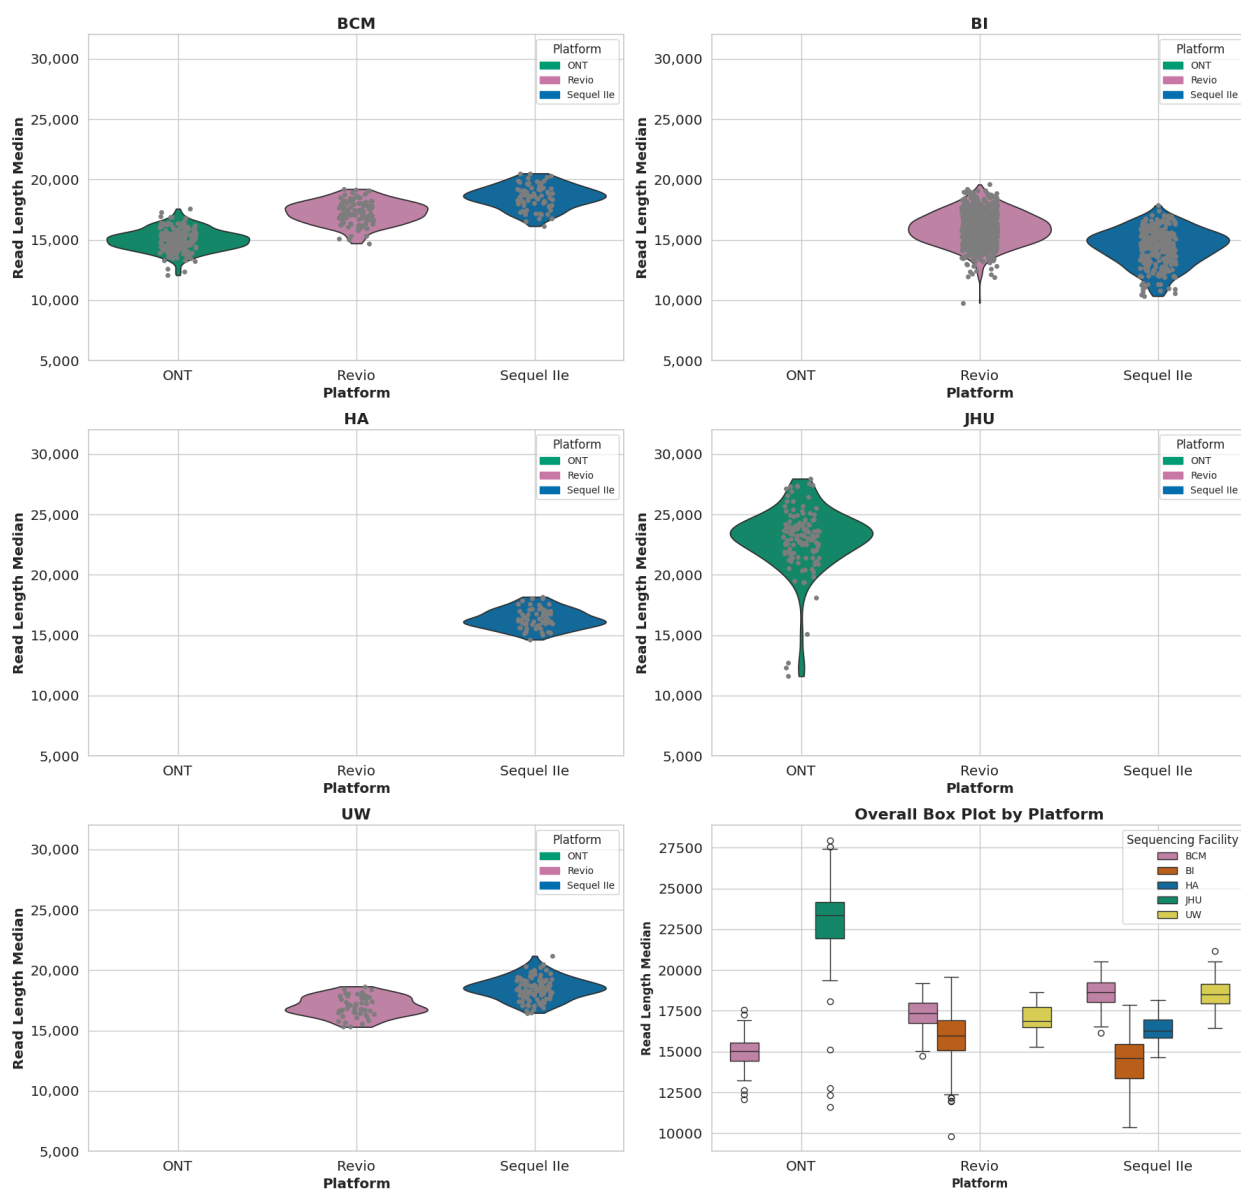 BCM
Read Length Median
30,000
25,000
20,000
15,000
10,000
5,000
Platform
ONT
Revio
Sequel IIe
ONT
Revio
Sequel IIe
Platform
BI
Read Length Median
30,000
25,000
20,000
15,000
10,000
5,000
Platform
ONT
Revio
Sequel IIe
ONT
Revio
Sequel IIe
Platform
HA
Read Length Median
30,000
25,000
20,000
15,000
10,000
5,000
Platform
ONT
Revio
Sequel IIe
ONT
Revio
Sequel IIe
Platform
JHU
Read Length Median
30,000
25,000
20,000
15,000
10,000
5,000
Platform
ONT
Revio
Sequel IIe
ONT
Revio
Sequel IIe
Platform
UW
Read Length Median
30,000
25,000
20,000
15,000
10,000
5,000
Platform
ONT
Revio
Sequel IIe
ONT
Revio
Sequel IIe
Platform
Overall Box Plot by Platform
Read Length Median
27500
25000
22500
20000
17500
15000
12500
10000
Sequencing Facility
BCM
BI
HA
JHU
UW
ONT
Revio
Sequel IIe
Platform